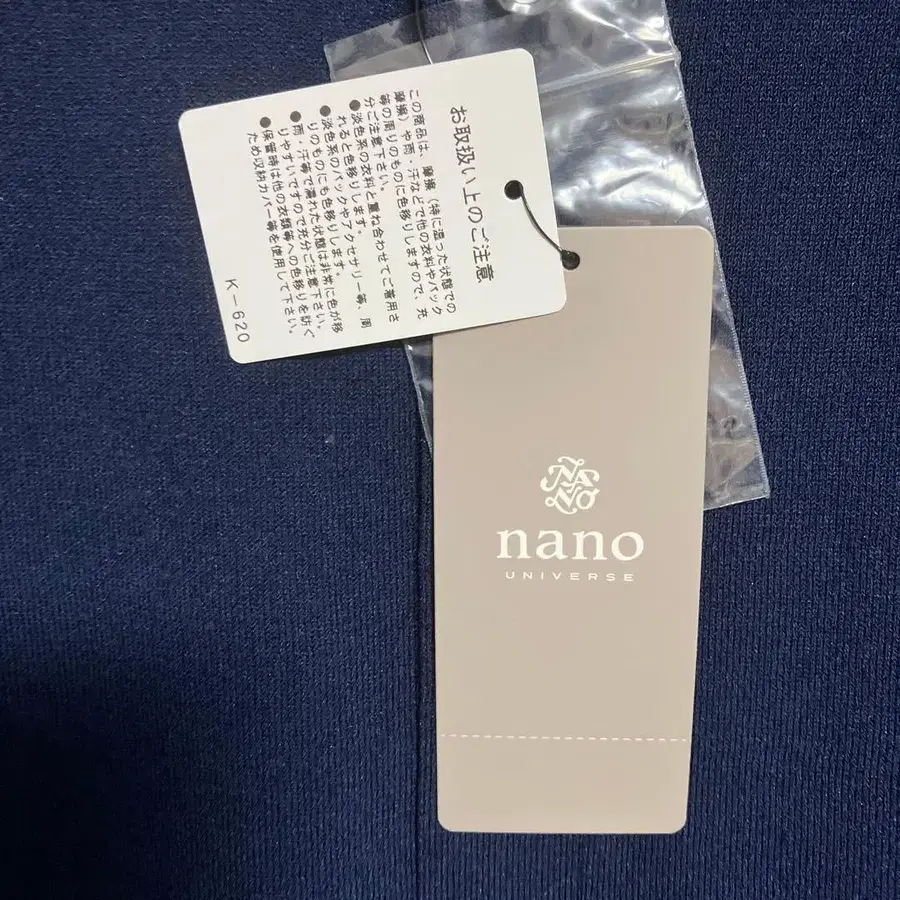 お取扱い上のご注意
この商品は、摩擦（特に湿った状態での
摩擦）や雨・汗などで他の衣料やバック
等の周りのものに色移りしますので、充
分ご注意下さい。
●淡色系の衣料と重ね合わせてご着用さ
れると色移りします。
●淡色系のバックやアクセサリー等、周
りのものにも色移りします。
●雨・汗等で濡れた状態は非常に色が移
りやすいですので充分ご注意下さい。
●保管時は他の衣類等への色移りを防ぐ
ため収納カバー等を使用して下さい。
K－620
NANO
nano
UNIVERSE